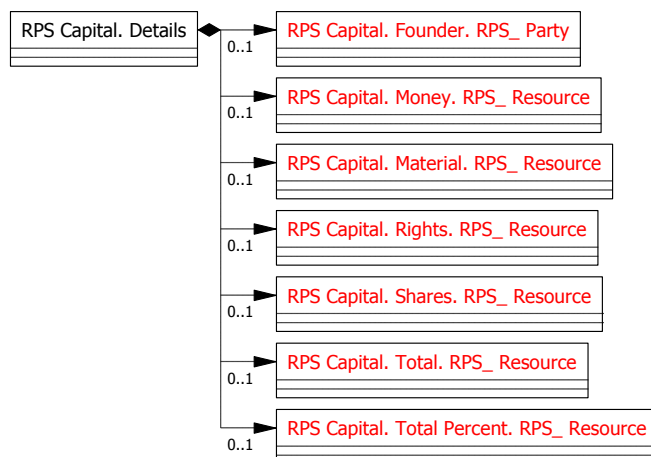 RPS Capital. Details
RPS Capital. Founder. RPS_ Party
0..1
RPS Capital. Money. RPS_ Resource
0..1
RPS Capital. Material. RPS_ Resource
0..1
RPS Capital. Rights. RPS_ Resource
0..1
RPS Capital. Shares. RPS_ Resource
0..1
RPS Capital. Total. RPS_ Resource
0..1
RPS Capital. Total Percent. RPS_ Resource
0..1